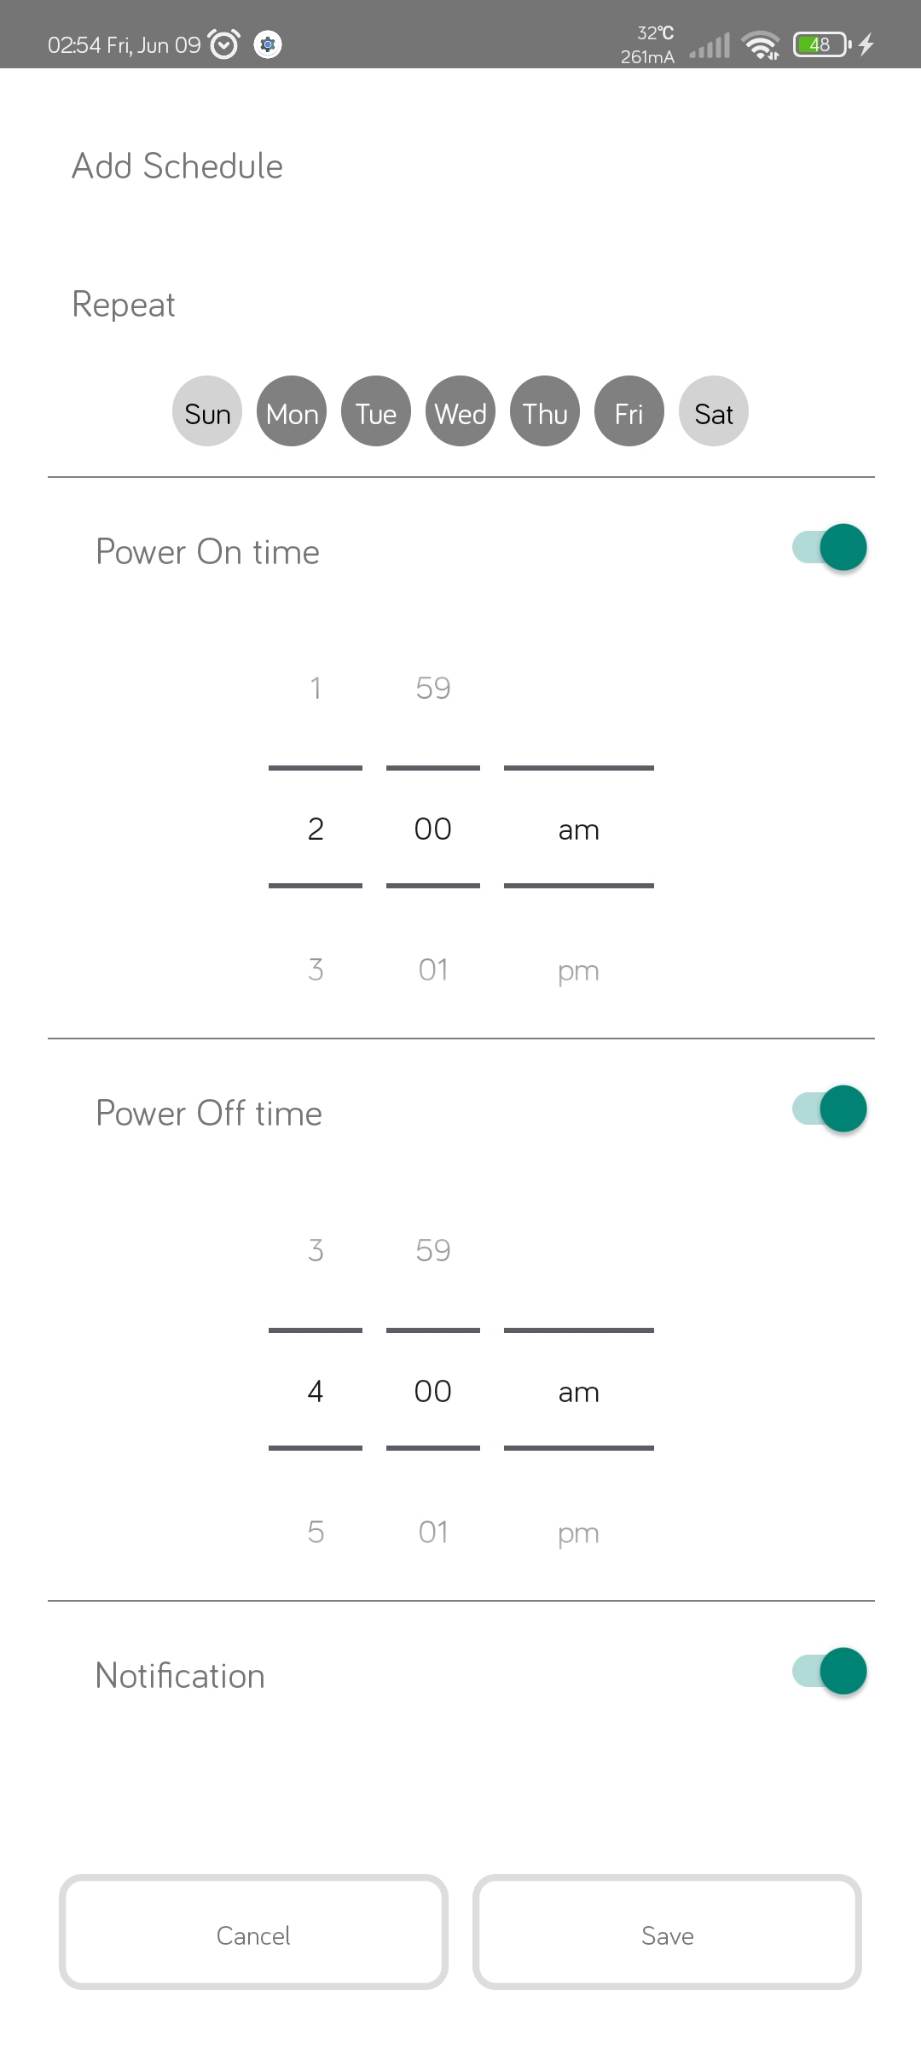 02:54 Fri, Jun 09
32°C
261mA
48
Add Schedule
Repeat
Sun Mon Tue Wed Thu Fri Sat
Power On time
1 59
2 00 am
3 01 pm
Power Off time
3 59
4 00 am
5 01 pm
Notification
Cancel Save